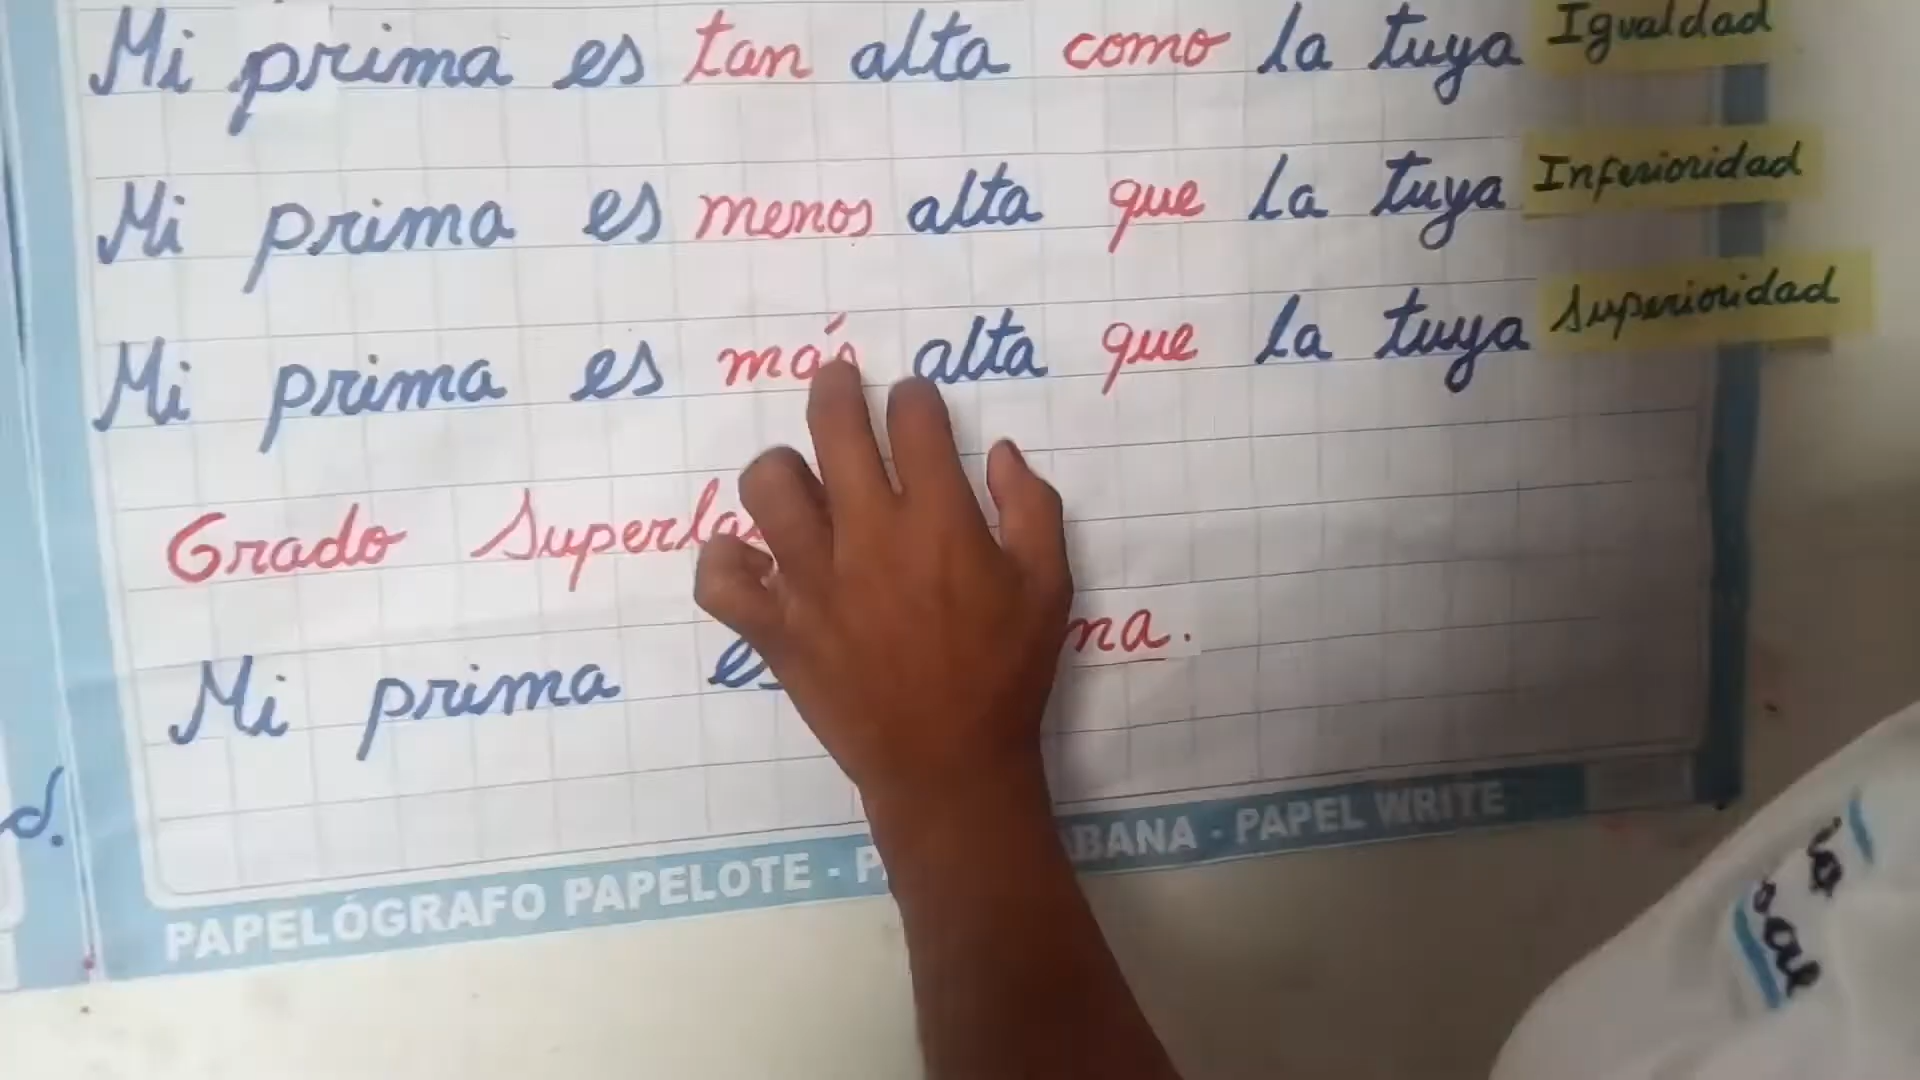 Mi prima es tan alta como la tuya Igualdad
Mi prima es menos alta que la tuya Inferioridad
Mi prima es más alta que la tuya Superioridad
Grado
Mi prima
d.
PAPELÓGRAFO PAPELOTE - PAPEL WRITE